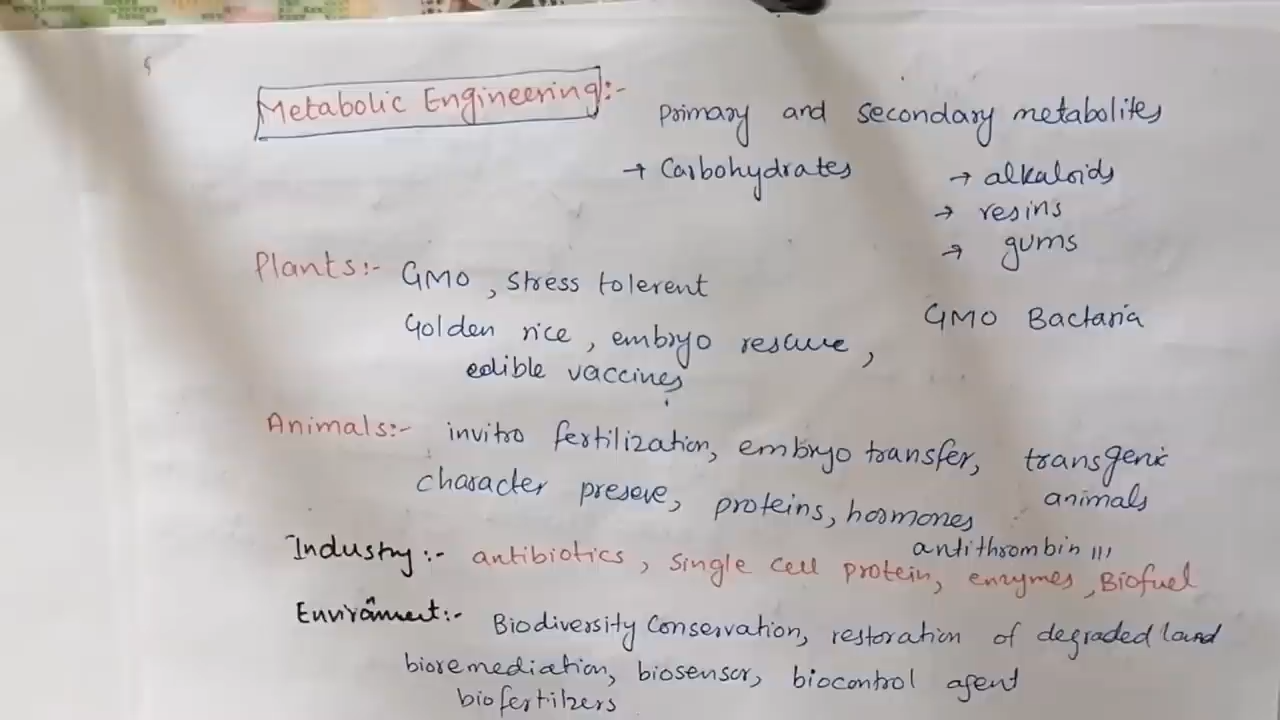 Metabolic Engineering:- Primary and secondary metabolites
→ Carbohydrates → alkaloids
→ resins
→ gums
Plants:- GMO, stress tolerent
GMO Bactaria
Golden rice, embryo rescue,
edible vaccines
Animals:- invitro fertilization, embryo transfer, transgenic
animals
character preseve, proteins, hormones
antithrombin III
Industry:- antibiotics, single cell protein, enzymes, Biofuel
Enviroment:- Biodiversity Conservation, restoration of degraded land
bioremediation, biosensor, biocontrol agent
biofertilizers